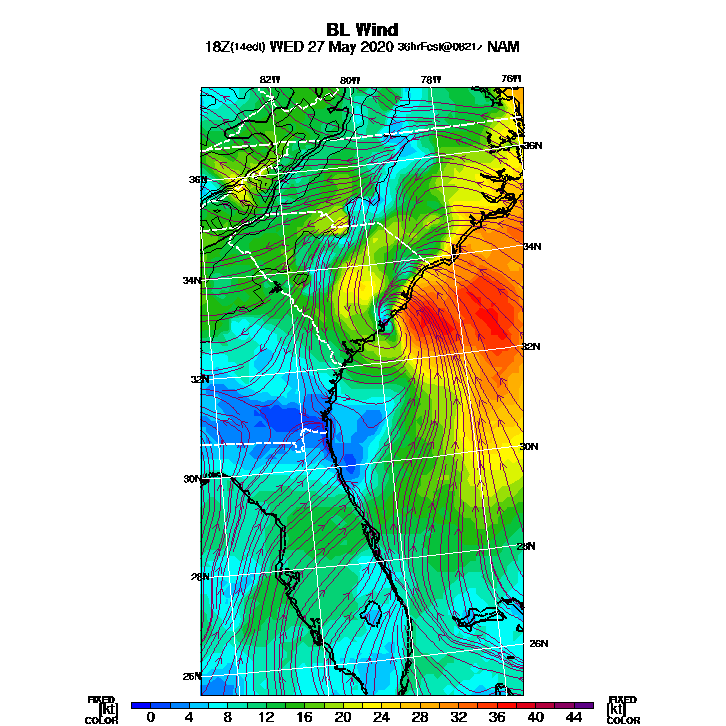 BL Wind
18Z(14edt) WED 27 May 2020 36hrFcst@0821z NAM
82W 80W 78W 76W
36N
36N
34N
34N
32N
32N
30N
30N
28N
28N
26N
26N
FIXED [kt] COLOR
0 4 8 12 16 20 24 28 32 36 40 44
FIXED [kt] COLOR